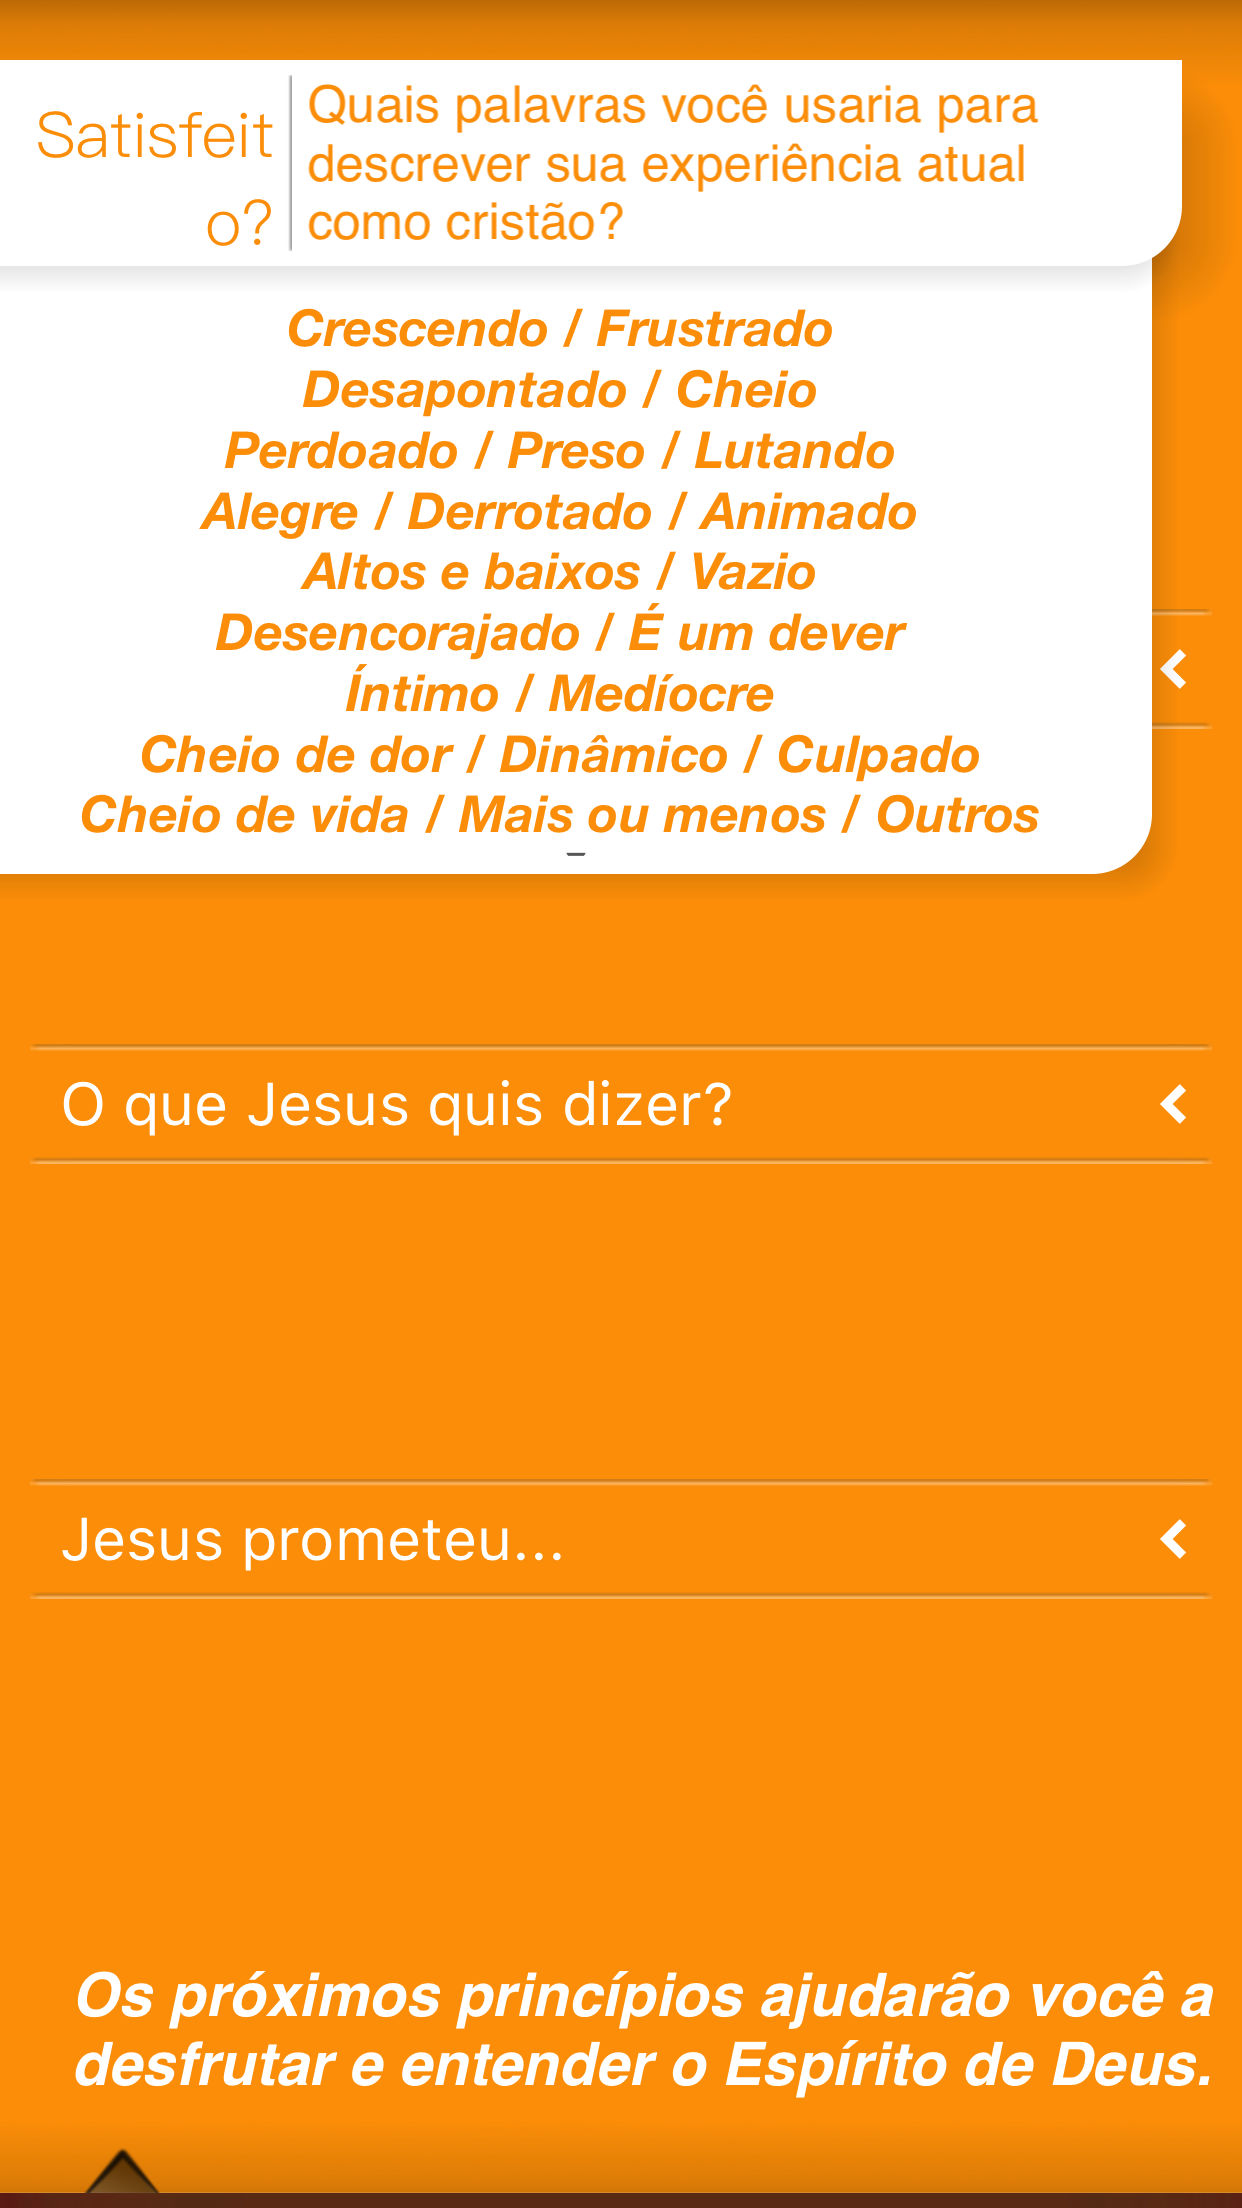 Satisfeit
o?
Quais palavras você usaria para
descrever sua experiência atual
como cristão?
Crescendo / Frustrado
Desapontado / Cheio
Perdoado / Preso / Lutando
Alegre / Derrotado / Animado
Altos e baixos / Vazio
Desencorajado / É um dever
Íntimo / Medíocre
Cheio de dor / Dinâmico / Culpado
Cheio de vida / Mais ou menos / Outros
O que Jesus quis dizer?
Jesus prometeu...
Os próximos princípios ajudarão você a
desfrutar e entender o Espírito de Deus.